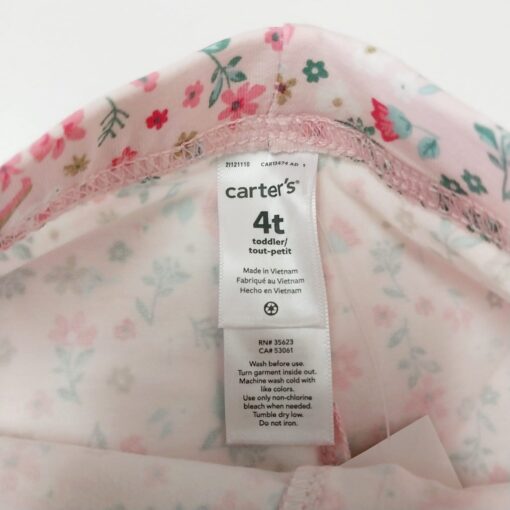 carter's®
4t
toddler/
tout-petit
Made in Vietnam
Fabriqué au Vietnam
Hecho en Vietnam
RN# 35623
CA# 53061
Wash before use.
Turn garment inside out.
Machine wash cold with
like colors.
Use only non-chlorine
bleach when needed.
Tumble dry low.
Do not iron.